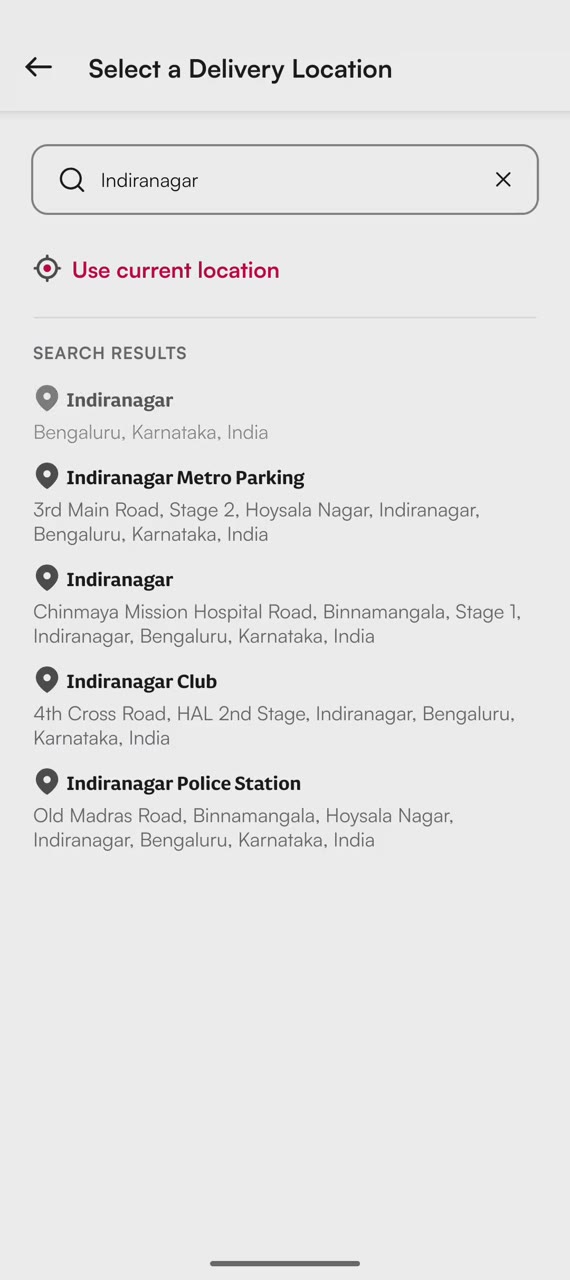 Select a Delivery Location
Indiranagar
Use current location
SEARCH RESULTS
Indiranagar
Bengaluru, Karnataka, India
Indiranagar Metro Parking
3rd Main Road, Stage 2, Hoysala Nagar, Indiranagar,
Bengaluru, Karnataka, India
Indiranagar
Chinmaya Mission Hospital Road, Binnamangala, Stage 1,
Indiranagar, Bengaluru, Karnataka, India
Indiranagar Club
4th Cross Road, HAL 2nd Stage, Indiranagar, Bengaluru,
Karnataka, India
Indiranagar Police Station
Old Madras Road, Binnamangala, Hoysala Nagar,
Indiranagar, Bengaluru, Karnataka, India